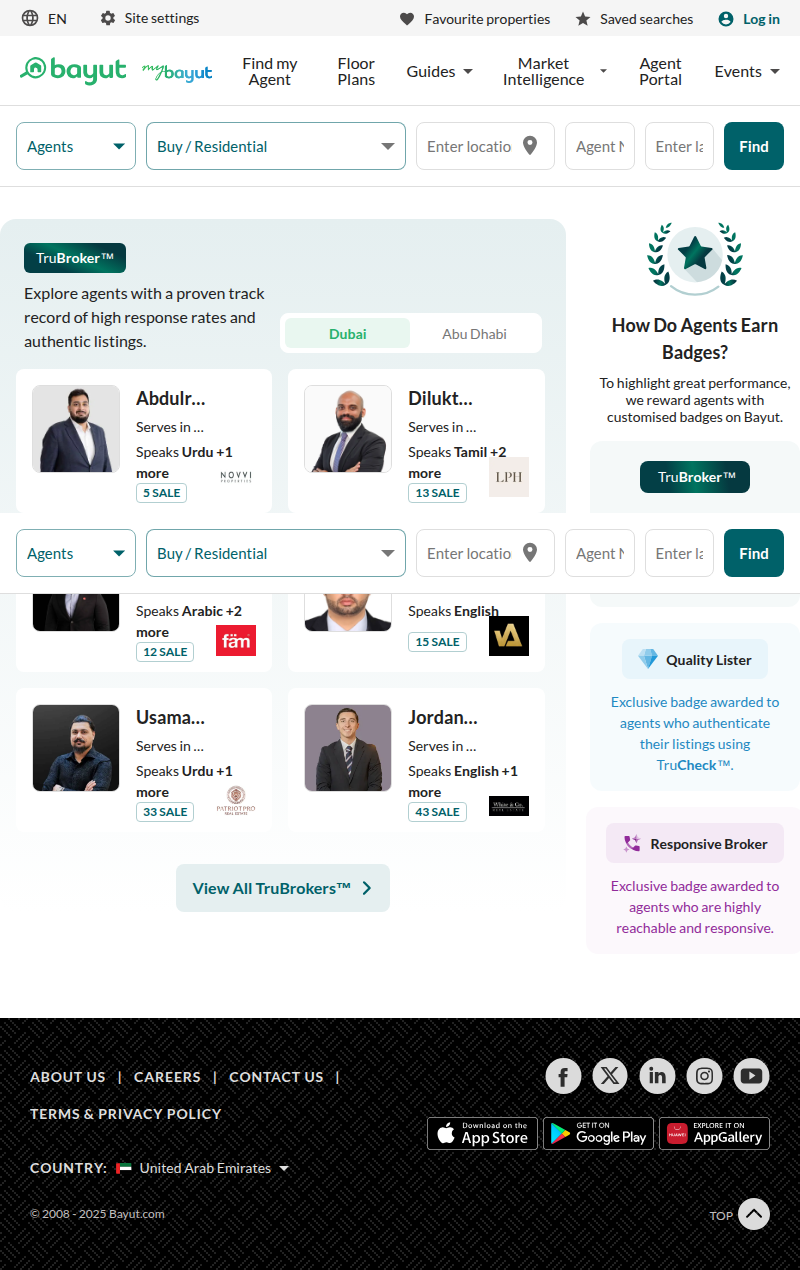 EN
Site settings
Favourite properties
Saved searches
Log in
bayut
mybayut
Find my Agent
Floor Plans
Guides
Market Intelligence
Agent Portal
Events
Agents
Buy / Residential
Enter locatio
Agent N
Enter la
Find
TruBroker™
Explore agents with a proven track
record of high response rates and
authentic listings.
Dubai
Abu Dhabi
Abdulr...
Serves in ...
Speaks Urdu +1
more
5 SALE
NOVVI
PROPERTIES
Dilukt...
Serves in ...
Speaks Tamil +2
more
13 SALE
LPH
How Do Agents Earn
Badges?
To highlight great performance,
we reward agents with
customised badges on Bayut.
TruBroker™
Agents
Buy / Residential
Enter locatio
Agent N
Enter la
Find
Speaks Arabic +2
more
12 SALE
fäm
Speaks English
15 SALE
Usama...
Serves in ...
Speaks Urdu +1
more
33 SALE
PATRIOTPRO
REAL ESTATE
Jordan...
Serves in ...
Speaks English +1
more
43 SALE
White & Co
Quality Lister
Exclusive badge awarded to
agents who authenticate
their listings using
TruCheck™.
Responsive Broker
Exclusive badge awarded to
agents who are highly
reachable and responsive.
View All TruBrokers™
ABOUT US | CAREERS | CONTACT US |
TERMS & PRIVACY POLICY
Download on the
App Store
GET IT ON
Google Play
HUAWEI
EXPLORE IT ON
AppGallery
COUNTRY: United Arab Emirates
© 2008 - 2025 Bayut.com
TOP